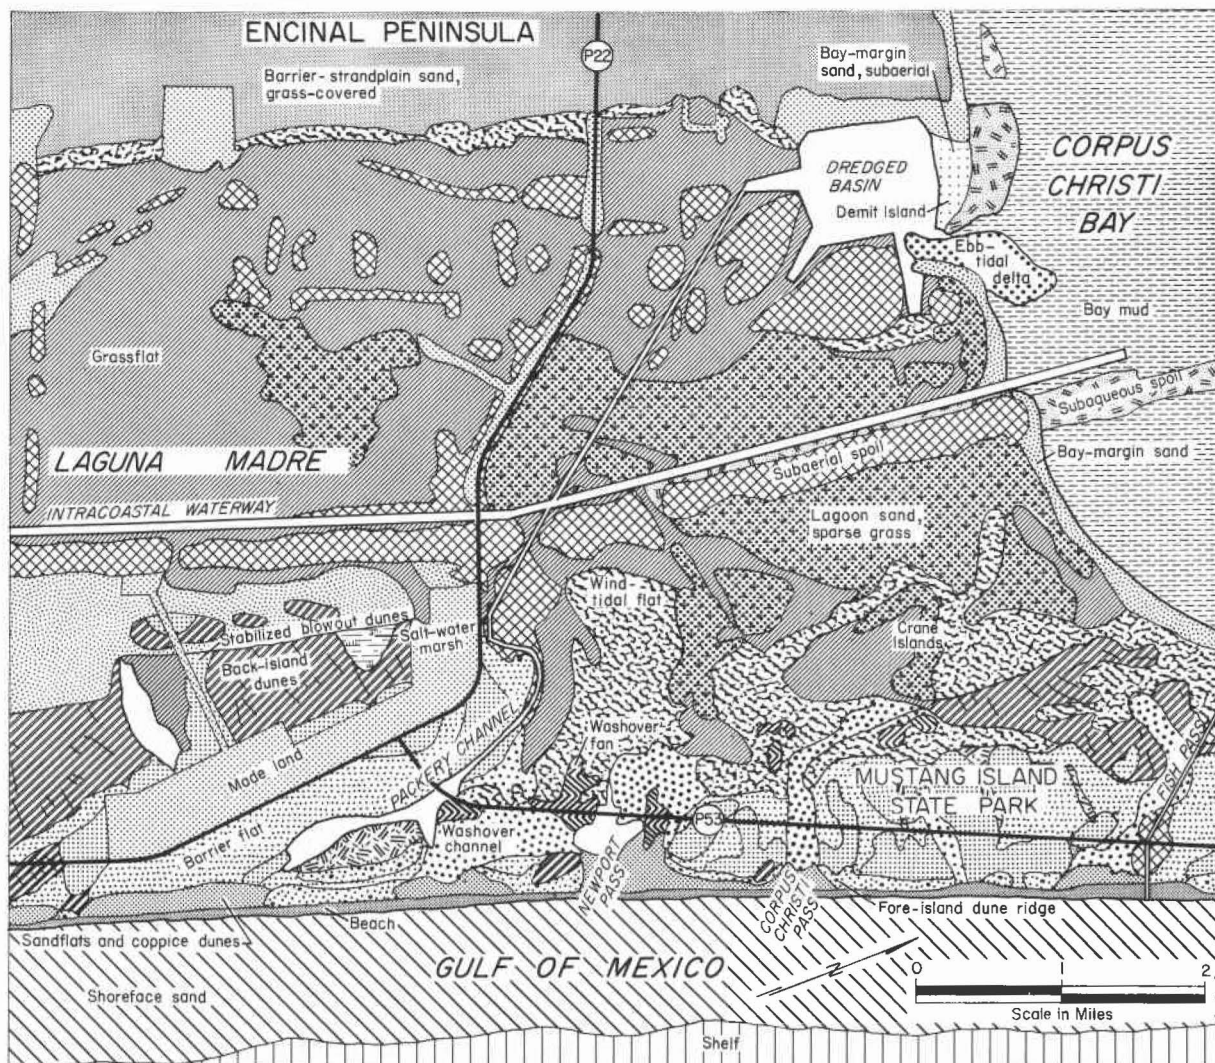 ENCINAL PENINSULA
Barrier-strandplain sand,
grass-covered
P22
Bay-margin
sand, subaerial
CORPUS
CHRISTI
BAY
DREDGED
BASIN
Demit Island
Ebb-
tidal
delta
Bay mud
Grassflat
Subaqueous spoil
LAGUNA MADRE
Subaerial spoil
Bay-margin sand
INTRACOASTAL WATERWAY
Lagoon sand,
sparse grass
Wind-
tidal flat
Stabilized blowout dunes
Salt-water
marsh
Crane
Islands
Back-island
dunes
Washover
fan
PACKERY CHANNEL
Made land
MUSTANG ISLAND
STATE PARK
FISH PASS
P53
Barrier flat
Washover
channel
NEWPORT
PASS
CORPUS
CHRISTI
PASS
Fore-island dune ridge
Beach
Sandflats and coppice dunes
GULF OF MEXICO
N
0 1 2
Scale in Miles
Shoreface sand
Shelf